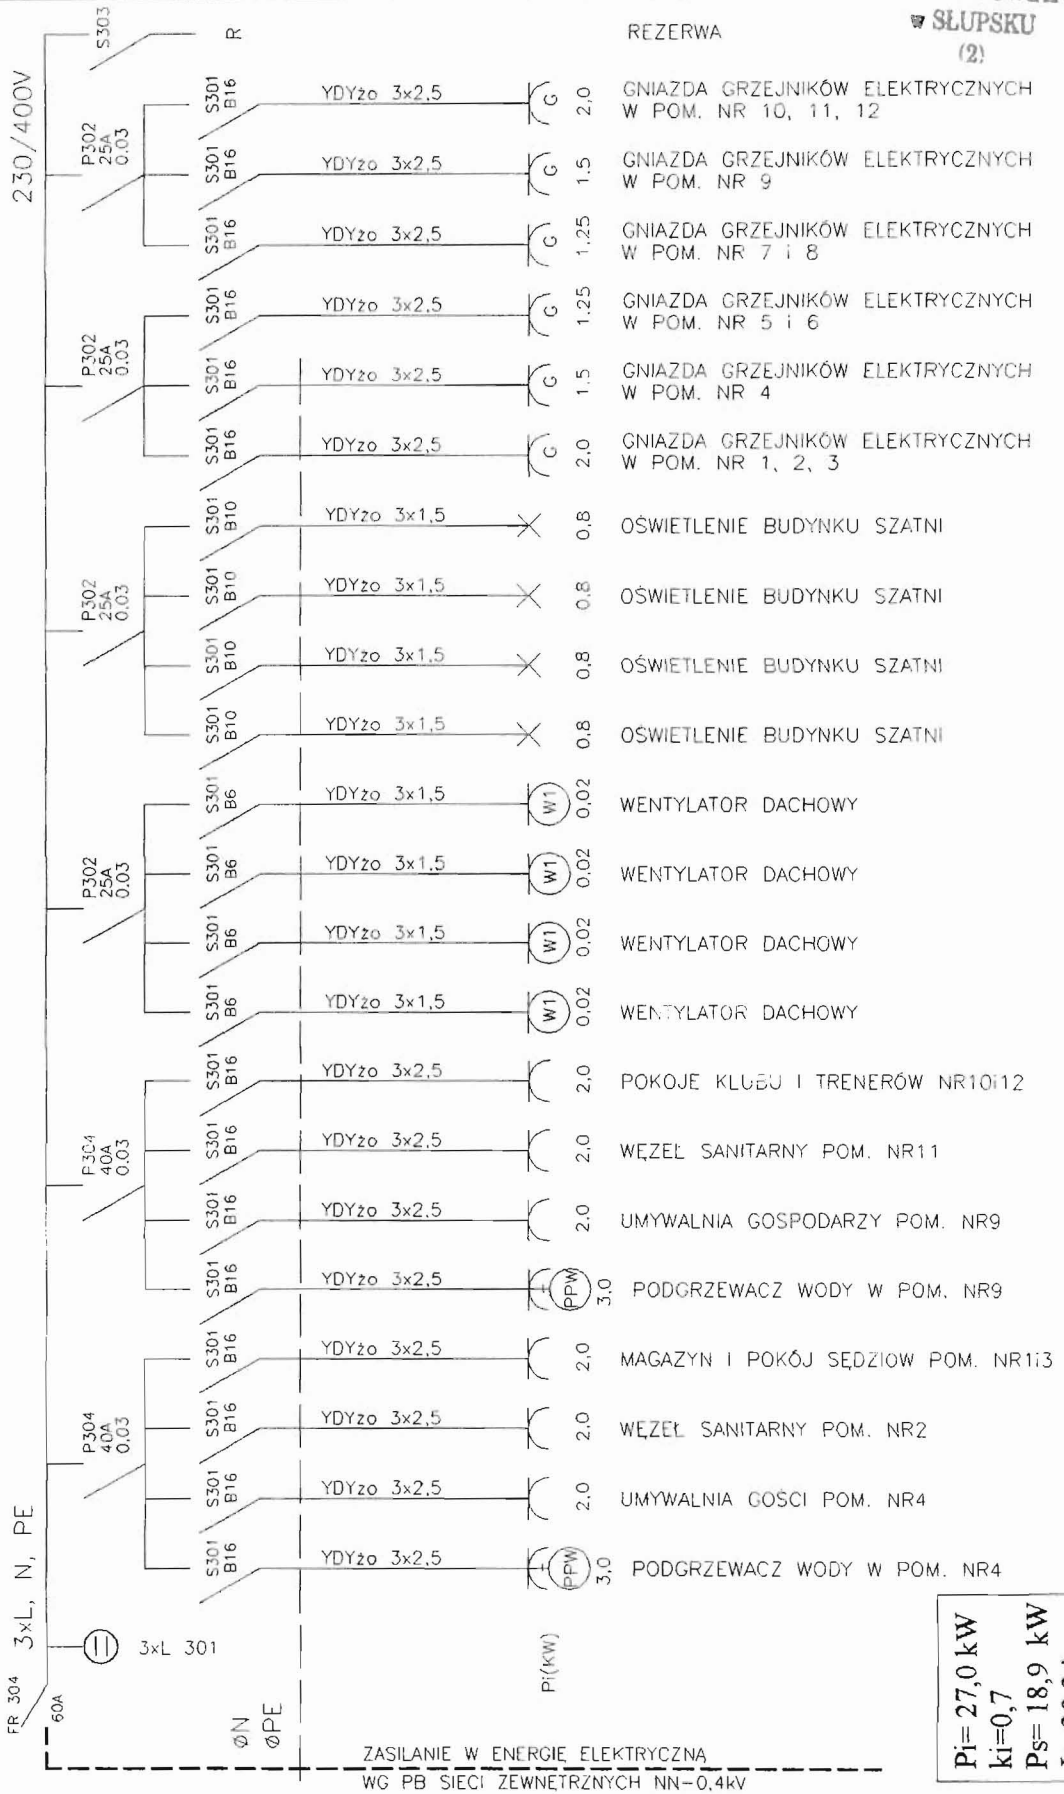 SŁUPSKU
(2)
230/400V
S303
R
REZERWA
P302
25A
0.03
S301
B16
YDYżo 3x2,5
G
2,0
GNIAZDA GRZEJNIKÓW ELEKTRYCZNYCH
W POM. NR 10, 11, 12
S301
B16
YDYżo 3x2,5
G
1.5
GNIAZDA GRZEJNIKÓW ELEKTRYCZNYCH
W POM. NR 9
S301
B16
YDYżo 3x2,5
G
1.25
GNIAZDA GRZEJNIKÓW ELEKTRYCZNYCH
W POM. NR 7 i 8
P302
25A
0.03
S301
B16
YDYżo 3x2.5
G
1.25
GNIAZDA GRZEJNIKÓW ELEKTRYCZNYCH
W POM. NR 5 i 6
S301
B16
YDYżo 3x2,5
G
1.5
GNIAZDA GRZEJNIKÓW ELEKTRYCZNYCH
W POM. NR 4
S301
B16
YDYżo 3x2.5
G
2.0
GNIAZDA GRZEJNIKÓW ELEKTRYCZNYCH
W POM. NR 1, 2, 3
P302
25A
0.03
S301
B10
YDYżo 3x1,5
0.8
OŚWIETLENIE BUDYNKU SZATNI
S301
B10
YDYżo 3x1.5
0.8
OŚWIETLENIE BUDYNKU SZATNI
S301
B10
YDYżo 3x1,5
0.8
OŚWIETLENIE BUDYNKU SZATNI
S301
B10
YDYżo 3x1,5
0.8
OŚWIETLENIE BUDYNKU SZATNI
P302
25A
0.03
S301
B6
YDYżo 3x1.5
W1
0.02
WENTYLATOR DACHOWY
S301
B6
YDYżo 3x1.5
W1
0.02
WENTYLATOR DACHOWY
S301
B6
YDYżo 3x1,5
W1
0.02
WENTYLATOR DACHOWY
S301
B6
YDYżo 3x1,5
W1
0.02
WENTYLATOR DACHOWY
P304
40A
0.03
S301
B16
YDYżo 3x2,5
2,0
POKOJE KLUBU I TRENERÓW NR10i12
S301
B16
YDYżo 3x2.5
2.0
WĘZEŁ SANITARNY POM. NR11
S301
B16
YDYżo 3x2.5
2.0
UMYWALNIA GOSPODARZY POM. NR9
S301
B16
YDYżo 3x2.5
PPW
3.0
PODGRZEWACZ WODY W POM. NR9
P304
40A
0.03
S301
B16
YDYżo 3x2.5
2,0
MAGAZYN I POKÓJ SĘDZIOW POM. NR1i3
S301
B16
YDYżo 3x2.5
2.0
WĘZEŁ SANITARNY POM. NR2
S301
B16
YDYżo 3x2,5
2.0
UMYWALNIA GOŚCI POM. NR4
S301
B16
YDYżo 3x2.5
PPW
3.0
PODGRZEWACZ WODY W POM. NR4
3xL, N, PE
3xL 301
Pi(KW)
FR 304
60A
ØN
ØPE
ZASILANIE W ENERGIĘ ELEKTRYCZNĄ
WG PB SIECI ZEWNĘTRZNYCH NN-0,4kV
Pi= 27,0 kW
ki=0,7
Ps= 18,9 kW